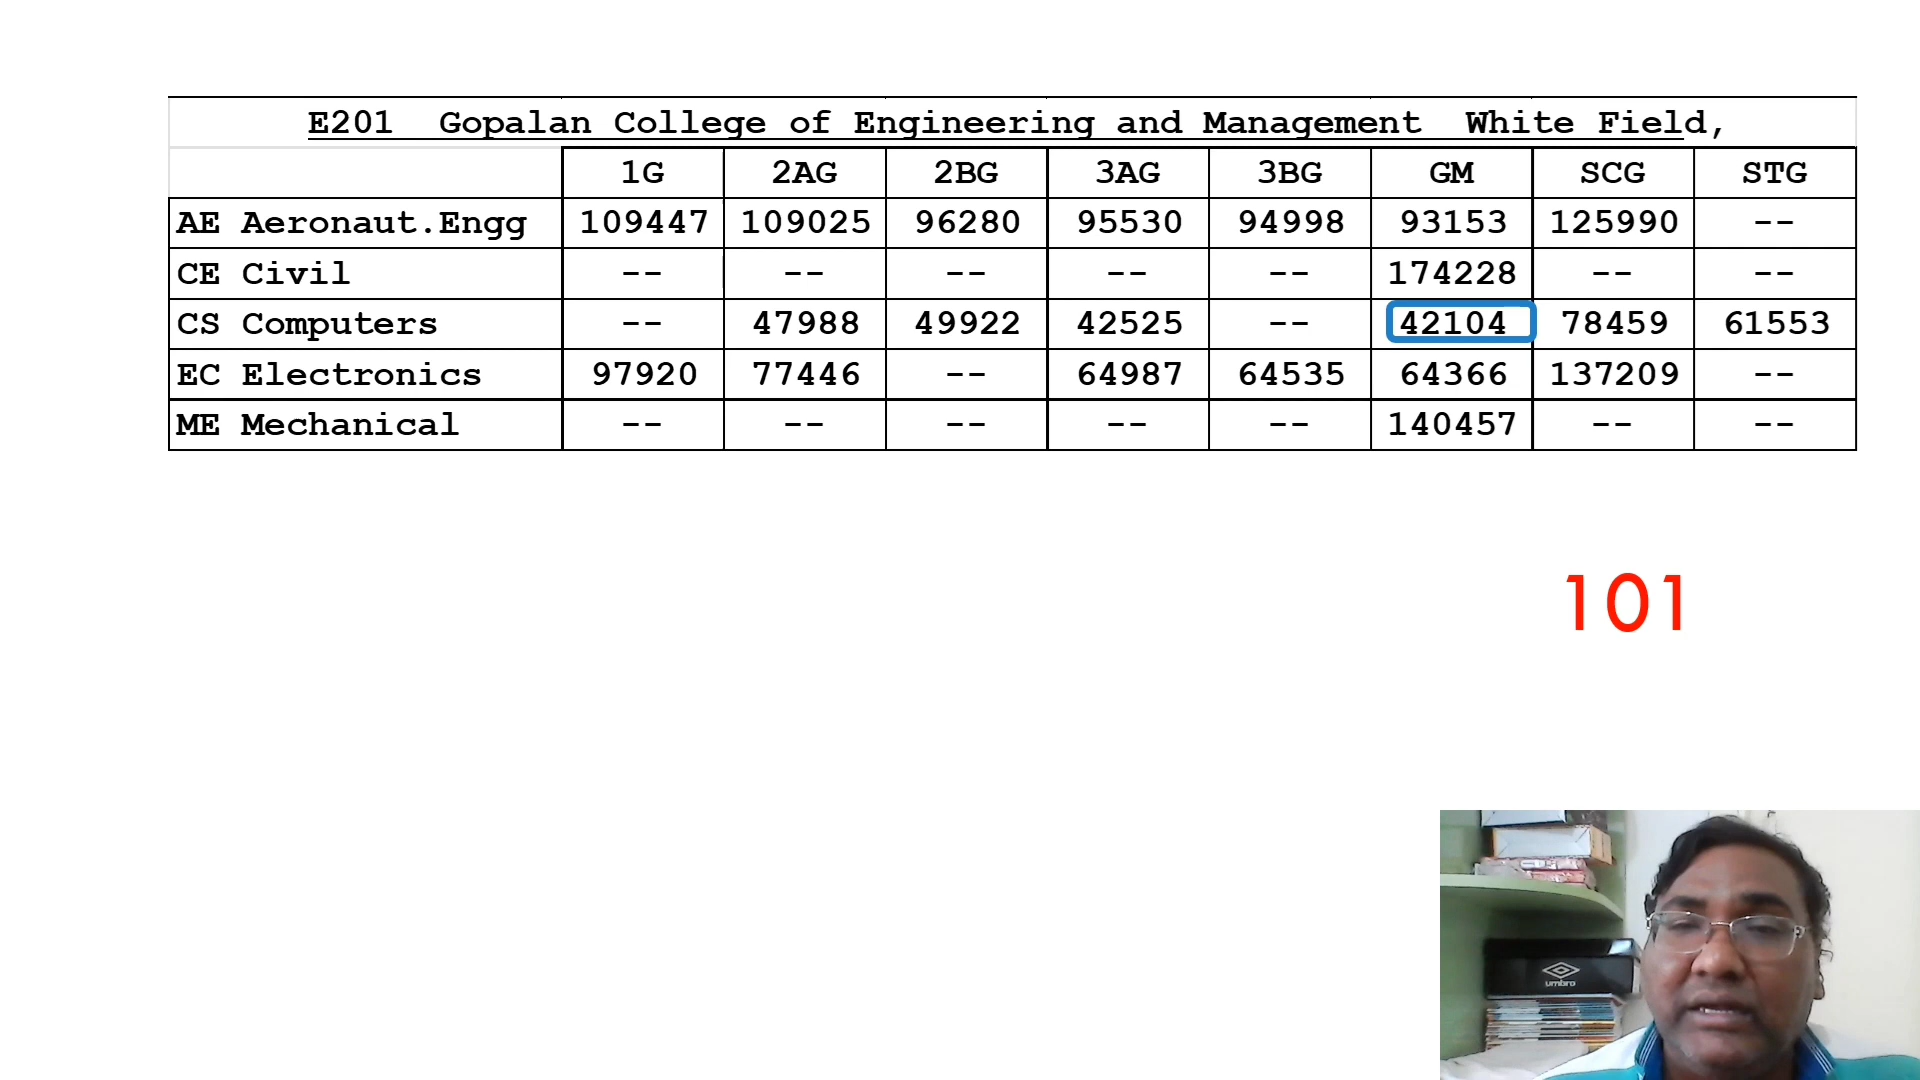 E201 Gopalan College of Engineering and Management White Field,
1G 2AG 2BG 3AG 3BG GM SCG STG
AE Aeronaut.Engg 109447 109025 96280 95530 94998 93153 125990 --
CE Civil -- -- -- -- -- 174228 -- --
CS Computers -- 47988 49922 42525 -- 42104 78459 61553
EC Electronics 97920 77446 -- 64987 64535 64366 137209 --
ME Mechanical -- -- -- -- -- 140457 -- --
101
umbro